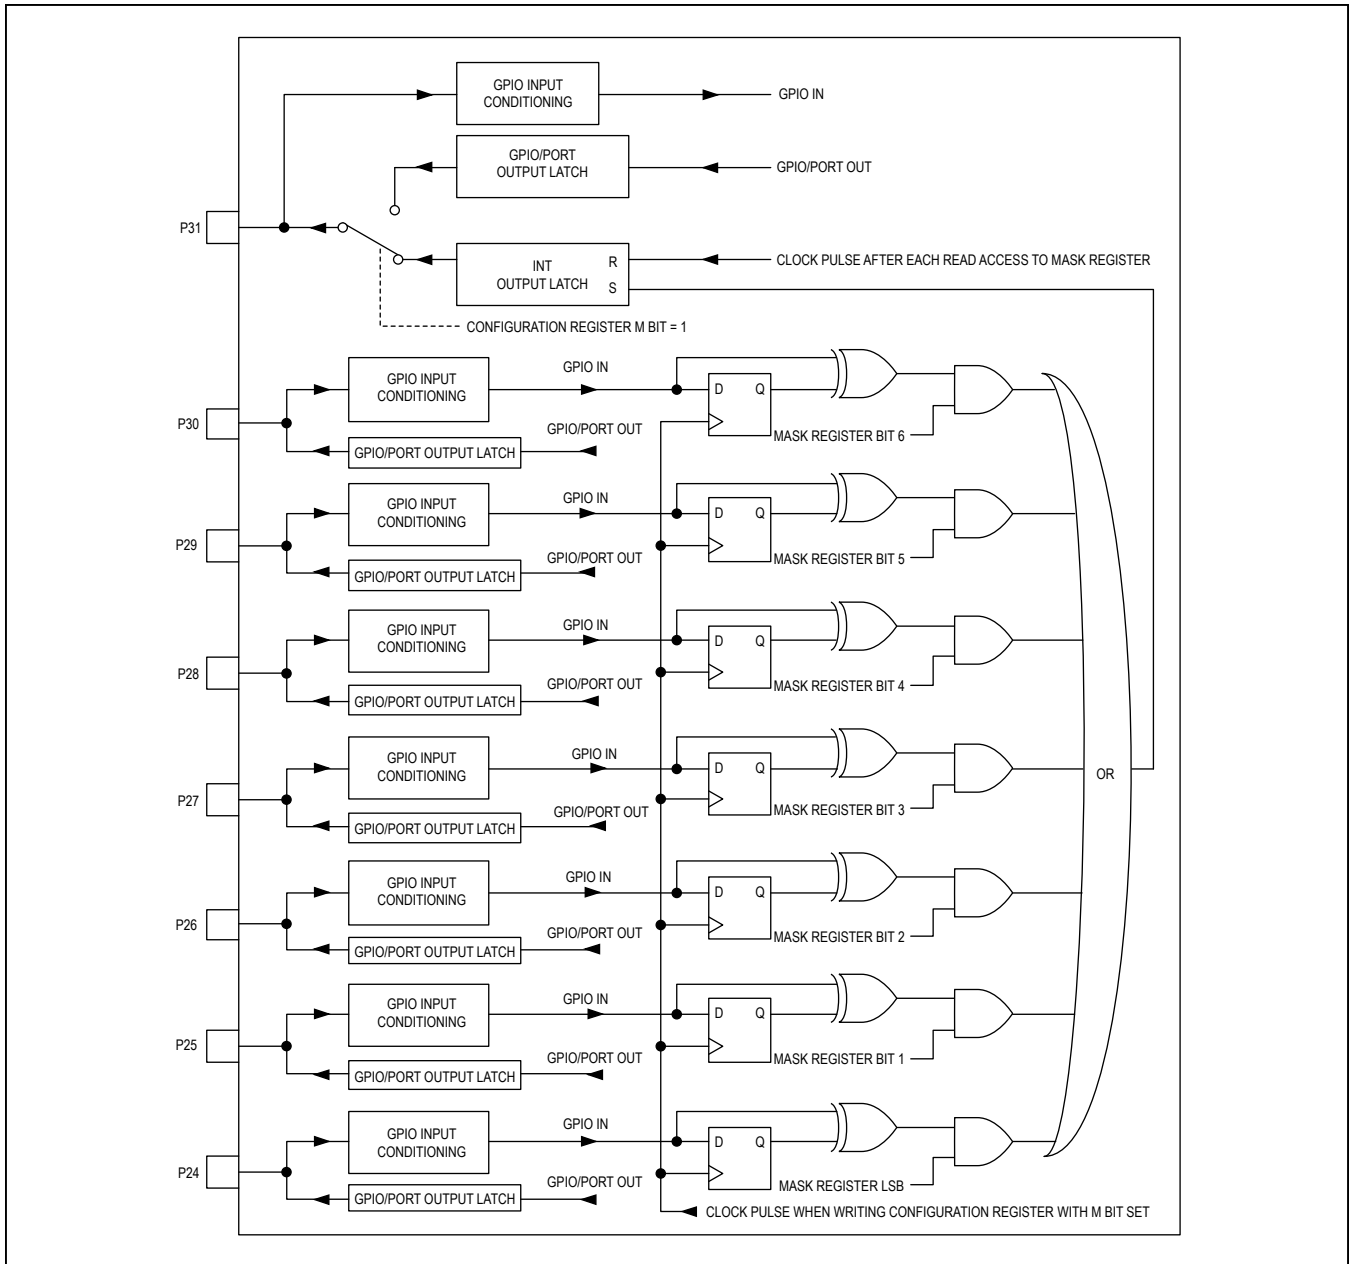 GPIO INPUT
CONDITIONING
GPIO IN
GPIO/PORT
OUTPUT LATCH
GPIO/PORT OUT
P31
INT
OUTPUT LATCH
R
S
CLOCK PULSE AFTER EACH READ ACCESS TO MASK REGISTER
CONFIGURATION REGISTER M BIT = 1
P30
GPIO INPUT
CONDITIONING
GPIO IN
GPIO/PORT OUTPUT LATCH
GPIO/PORT OUT
D Q
MASK REGISTER BIT 6
P29
GPIO INPUT
CONDITIONING
GPIO IN
GPIO/PORT OUTPUT LATCH
GPIO/PORT OUT
D Q
MASK REGISTER BIT 5
P28
GPIO INPUT
CONDITIONING
GPIO IN
GPIO/PORT OUTPUT LATCH
GPIO/PORT OUT
D Q
MASK REGISTER BIT 4
P27
GPIO INPUT
CONDITIONING
GPIO IN
GPIO/PORT OUTPUT LATCH
GPIO/PORT OUT
D Q
MASK REGISTER BIT 3
OR
P26
GPIO INPUT
CONDITIONING
GPIO IN
GPIO/PORT OUTPUT LATCH
GPIO/PORT OUT
D Q
MASK REGISTER BIT 2
P25
GPIO INPUT
CONDITIONING
GPIO IN
GPIO/PORT OUTPUT LATCH
GPIO/PORT OUT
D Q
MASK REGISTER BIT 1
P24
GPIO INPUT
CONDITIONING
GPIO IN
GPIO/PORT OUTPUT LATCH
GPIO/PORT OUT
D Q
MASK REGISTER LSB
CLOCK PULSE WHEN WRITING CONFIGURATION REGISTER WITH M BIT SET